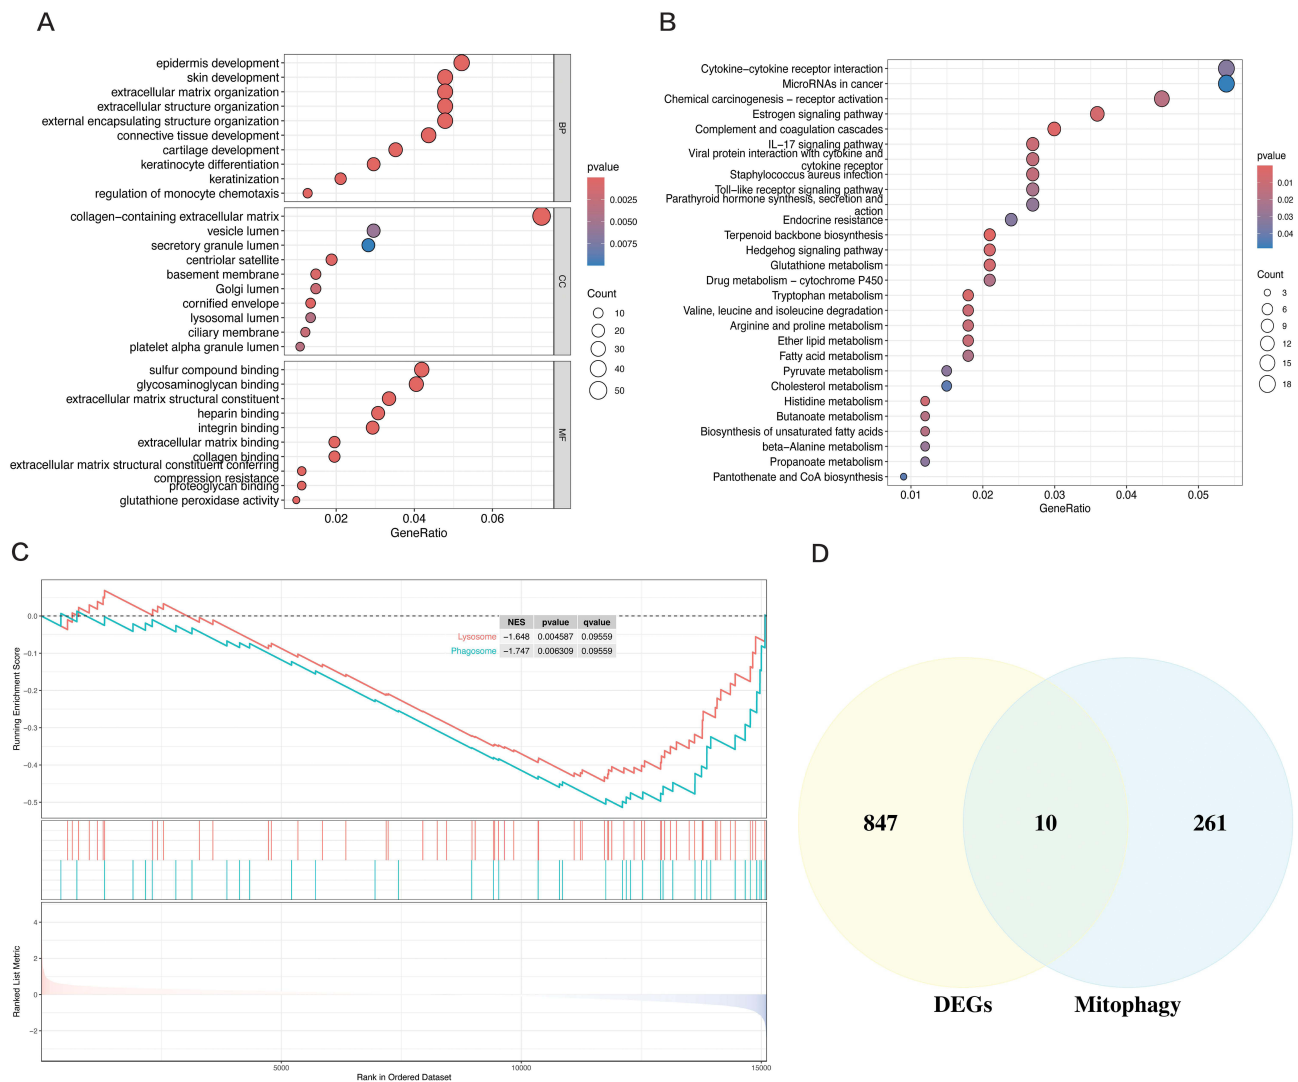 A
epidermis development
skin development
extracellular matrix organization
extracellular structure organization
external encapsulating structure organization
connective tissue development
cartilage development
keratinocyte differentiation
keratinization
regulation of monocyte chemotaxis
BP
collagen−containing extracellular matrix
vesicle lumen
secretory granule lumen
centriolar satellite
basement membrane
Golgi lumen
cornified envelope
lysosomal lumen
ciliary membrane
platelet alpha granule lumen
CC
sulfur compound binding
glycosaminoglycan binding
extracellular matrix structural constituent
heparin binding
integrin binding
extracellular matrix binding
collagen binding
extracellular matrix structural constituent conferring
compression resistance
proteoglycan binding
glutathione peroxidase activity
MF
0.02 0.04 0.06
GeneRatio
pvalue
0.0025
0.0050
0.0075
Count
10
20
30
40
50
B
Cytokine−cytokine receptor interaction
MicroRNAs in cancer
Chemical carcinogenesis − receptor activation
Estrogen signaling pathway
Complement and coagulation cascades
IL−17 signaling pathway
Viral protein interaction with cytokine and
cytokine receptor
Staphylococcus aureus infection
Toll−like receptor signaling pathway
Parathyroid hormone synthesis, secretion and
action
Endocrine resistance
Terpenoid backbone biosynthesis
Hedgehog signaling pathway
Glutathione metabolism
Drug metabolism − cytochrome P450
Tryptophan metabolism
Valine, leucine and isoleucine degradation
Arginine and proline metabolism
Ether lipid metabolism
Fatty acid metabolism
Pyruvate metabolism
Cholesterol metabolism
Histidine metabolism
Butanoate metabolism
Biosynthesis of unsaturated fatty acids
beta−Alanine metabolism
Propanoate metabolism
Pantothenate and CoA biosynthesis
0.01 0.02 0.03 0.04 0.05
GeneRatio
pvalue
0.01
0.02
0.03
0.04
Count
3
6
9
12
15
18
C
Running Enrichment Score
0.0
−0.1
−0.2
−0.3
−0.4
−0.5
NES pvalue qvalue
Lysosome −1.648 0.004587 0.09559
Phagosome −1.747 0.006309 0.09559
Ranked List Metric
4
2
0
−2
5000 10000 15000
Rank in Ordered Dataset
D
847 10 261
DEGs Mitophagy